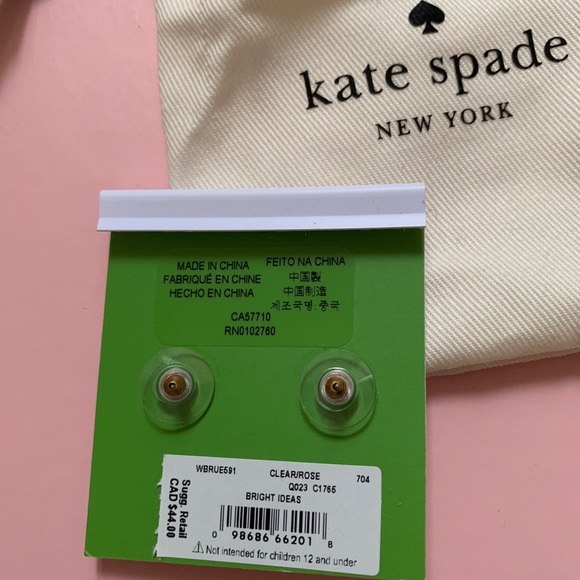 kate spade
NEW YORK
MADE IN CHINA
FABRIQUÉ EN CHINE
HECHO EN CHINA
FEITO NA CHINA
中国製
中国制造
제조국명:중국
CA57710
RN0102760
WBRUE591 CLEAR/ROSE 704
Q023 C1765
BRIGHT IDEAS
0 98686 66201 8
Not intended for children 12 and under
Sugg. Retail
CAD $44.00